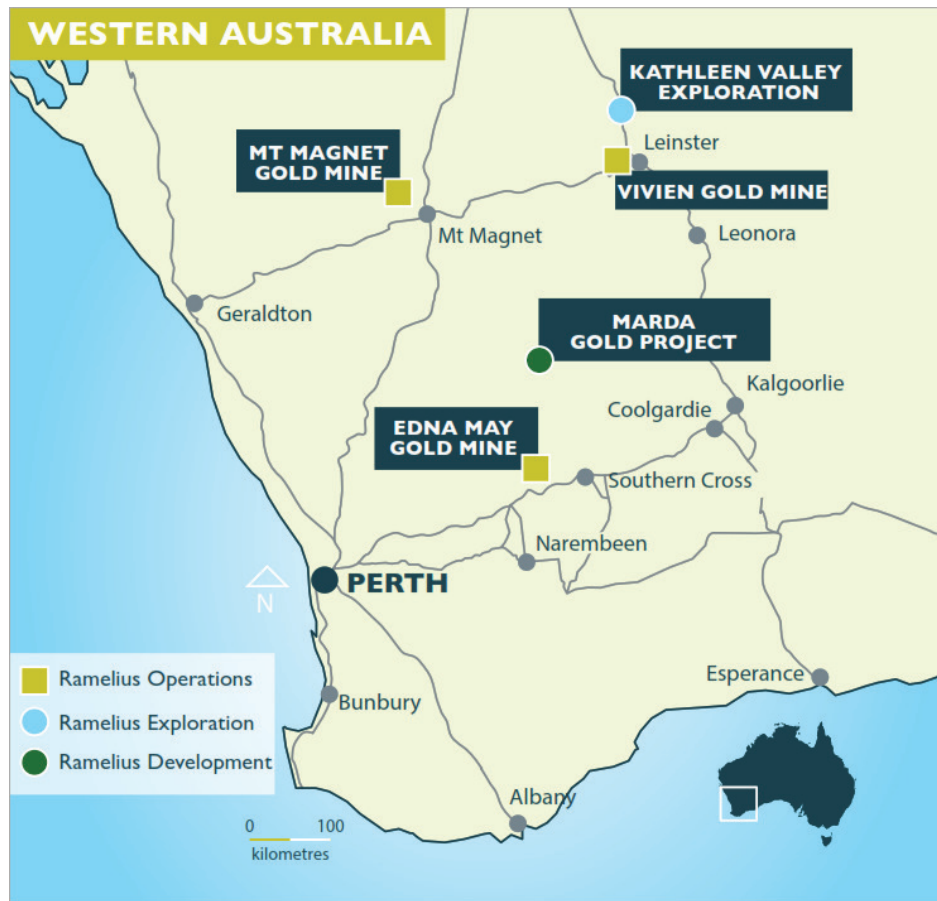 WESTERN AUSTRALIA
KATHLEEN VALLEY
EXPLORATION
MT MAGNET
GOLD MINE
Leinster
VIVIEN GOLD MINE
Mt Magnet
Leonora
Geraldton
MARDA
GOLD PROJECT
Kalgoorlie
Coolgardie
EDNA MAY
GOLD MINE
Southern Cross
Narembeen
PERTH
N
Ramelius Operations
Ramelius Exploration
Ramelius Development
Bunbury
Esperance
Albany
0 100
kilometres